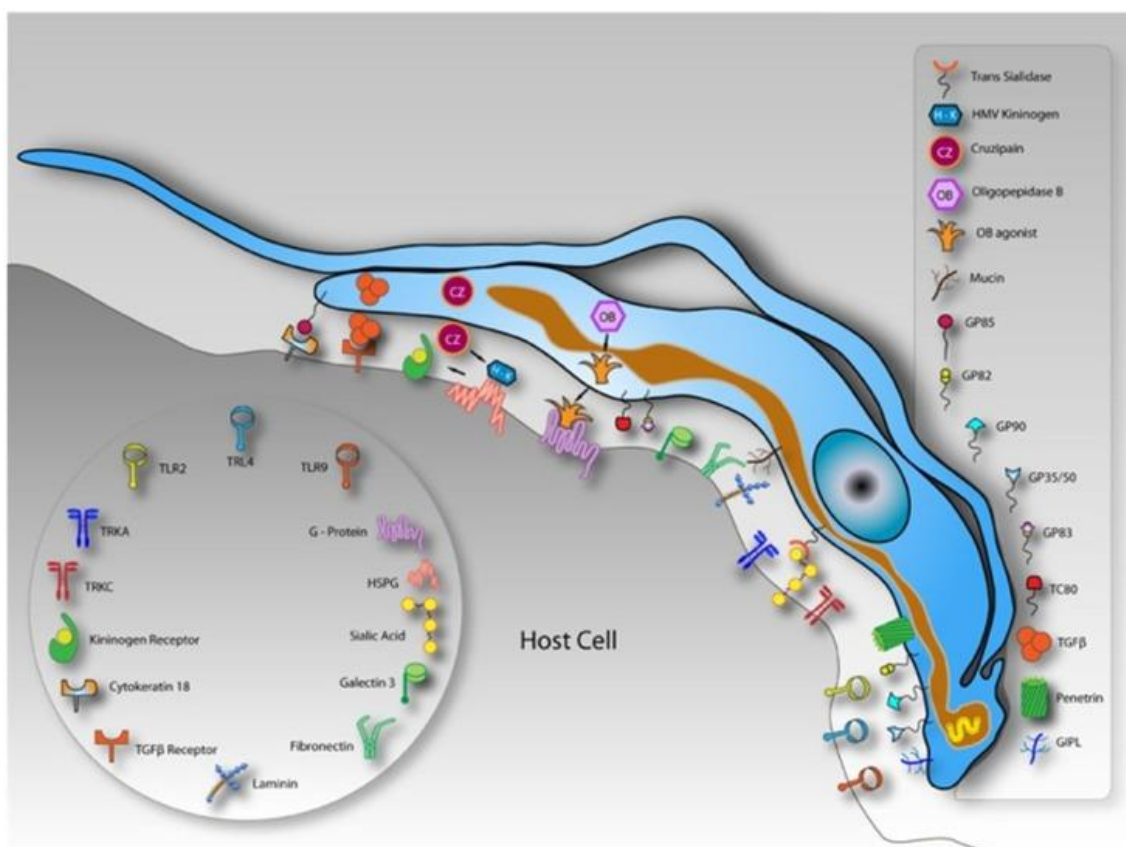 Trans Sialidase
H - K
HMV Kininogen
CZ
Cruzipain
OB
Oligopepidase B
OB agonist
Mucin
GP85
GP82
GP90
GP35/50
GP83
TC80
TGFβ
Penetrin
GIPL
CZ
OB
CZ
H-K
TRL4
TLR2
TLR9
TRKA
G - Protein
TRKC
HSPG
Sialic Acid
Kininogen Receptor
Host Cell
Galectin 3
Cytokeratin 18
Fibronectin
TGFβ Receptor
Laminin